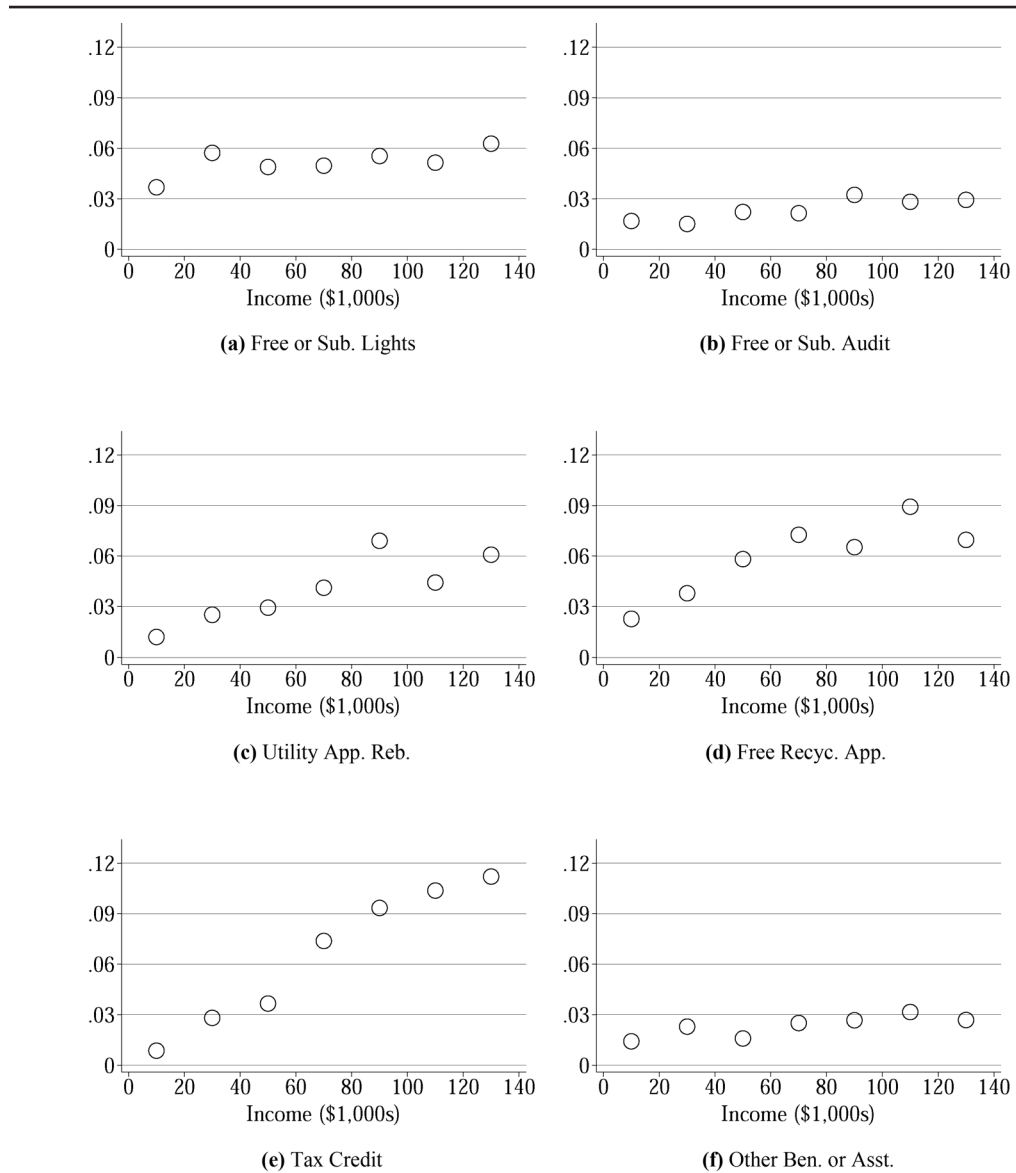 .12
.09
.06
.03
0
0 20 40 60 80 100 120 140
Income ($1,000s)
(a) Free or Sub. Lights
.12
.09
.06
.03
0
0 20 40 60 80 100 120 140
Income ($1,000s)
(b) Free or Sub. Audit
.12
.09
.06
.03
0
0 20 40 60 80 100 120 140
Income ($1,000s)
(c) Utility App. Reb.
.12
.09
.06
.03
0
0 20 40 60 80 100 120 140
Income ($1,000s)
(d) Free Recyc. App.
.12
.09
.06
.03
0
0 20 40 60 80 100 120 140
Income ($1,000s)
(e) Tax Credit
.12
.09
.06
.03
0
0 20 40 60 80 100 120 140
Income ($1,000s)
(f) Other Ben. or Asst.